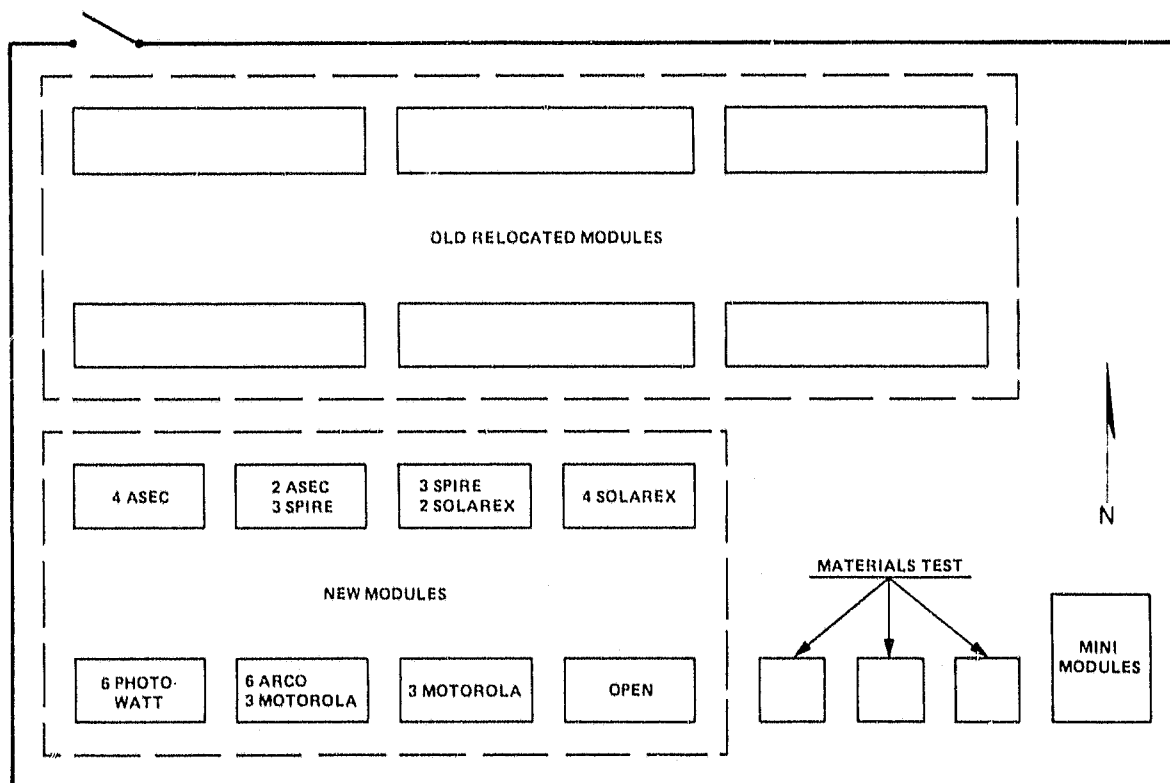 OLD RELOCATED MODULES
4 ASEC
2 ASEC
3 SPIRE
3 SPIRE
2 SOLAREX
4 SOLAREX
N
NEW MODULES
MATERIALS TEST
MINI
MODULES
6 PHOTO-
WATT
6 ARCO
3 MOTOROLA
3 MOTOROLA
OPEN